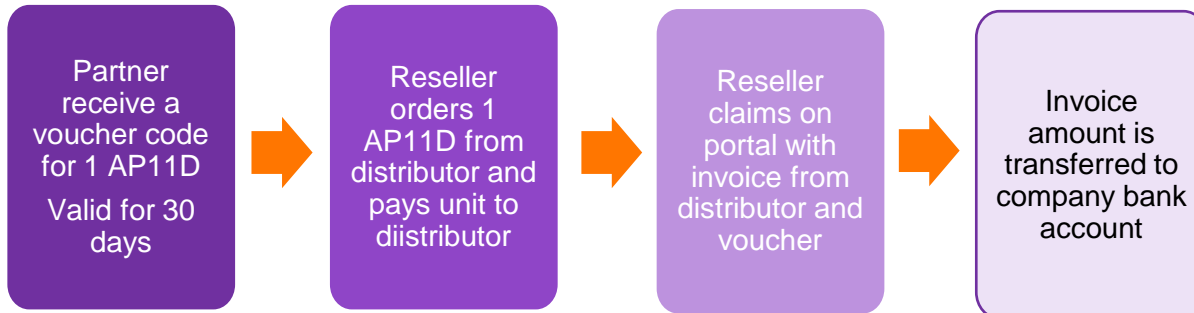 Partner
receive a
voucher code
for 1 AP11D
Valid for 30
days
Reseller
orders 1
AP11D from
distributor and
pays unit to
diistributor
Reseller
claims on
portal with
invoice from
distributor and
voucher
Invoice
amount is
transferred to
company bank
account